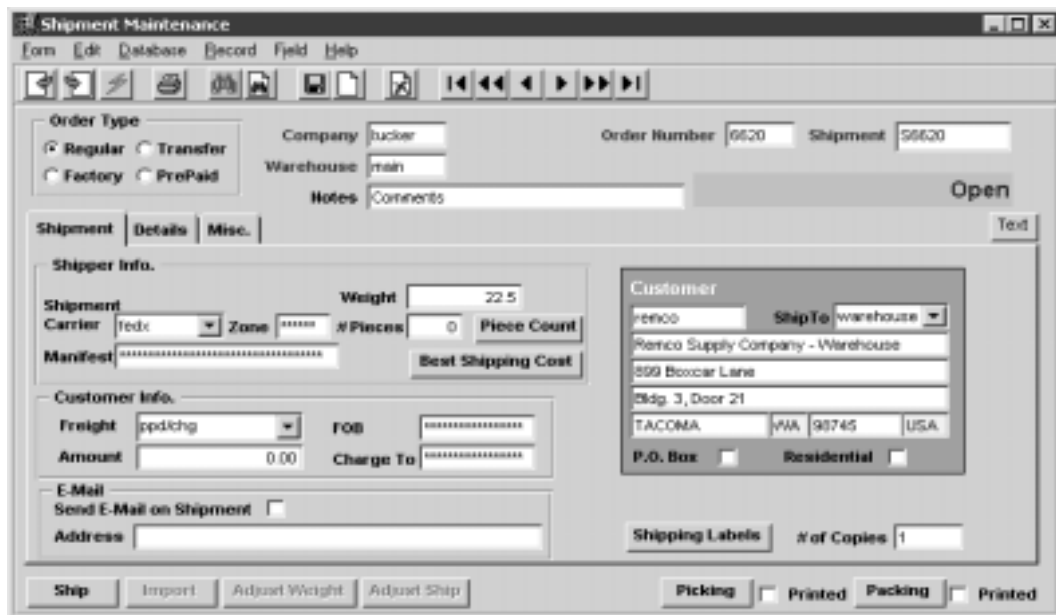 Shipment Maintenance
Form Edit Database Record Field Help
Order Type
Regular Transfer
Factory PrePaid
Company tucker
Warehouse main
Notes Comments
Order Number 6620 Shipment S6620
Open
Shipment Details Misc. Text
Shipper Info.
Weight 22.5
Shipment
Carrier fedx Zone ****** # Pieces 0 Piece Count
Manifest
Best Shipping Cost
Customer Info.
Freight ppd/chg FOB
Amount 0.00 Charge To
E-Mail
Send E-Mail on Shipment
Address
Customer
remco ShipTo warehouse
Remco Supply Company - Warehouse
899 Boxcar Lane
Bldg. 3, Door 21
TACOMA WA 98745 USA
P.O. Box Residential
Shipping Labels # of Copies 1
Ship Import Adjust Weight Adjust Ship Picking Printed Packing Printed